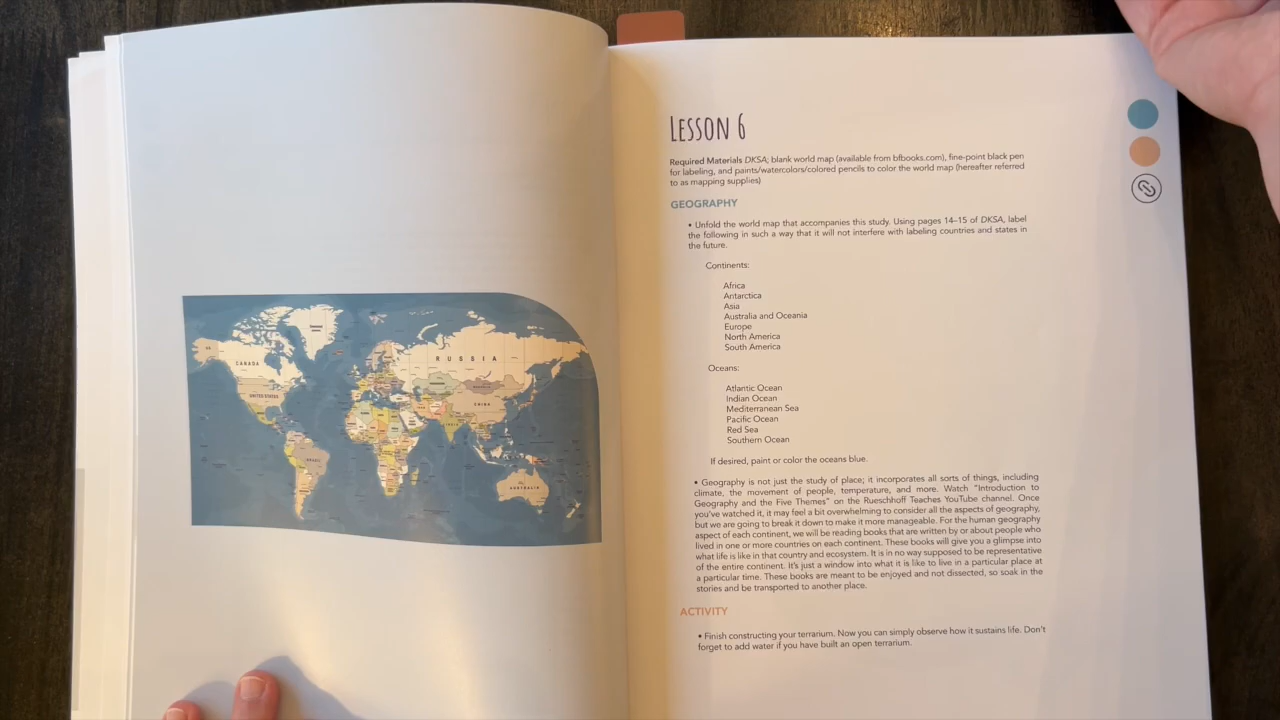 CANADA
UNITED STATES
BRAZIL
RUSSIA
CHINA
INDIA
AUSTRALIA
LESSON 6
Required Materials DKSA; blank world map (available from bfbooks.com), fine-point black pen
for labeling, and paints/watercolors/colored pencils to color the world map (hereafter referred
to as mapping supplies)
GEOGRAPHY
• Unfold the world map that accompanies this study. Using pages 14–15 of DKSA, label
the following in such a way that it will not interfere with labeling countries and states in
the future.
Continents:
Africa
Antarctica
Asia
Australia and Oceania
Europe
North America
South America
Oceans:
Atlantic Ocean
Indian Ocean
Mediterranean Sea
Pacific Ocean
Red Sea
Southern Ocean
If desired, paint or color the oceans blue.
• Geography is not just the study of place; it incorporates all sorts of things, including
climate, the movement of people, temperature, and more. Watch “Introduction to
Geography and the Five Themes” on the Rueschhoff Teaches YouTube channel. Once
you’ve watched it, it may feel a bit overwhelming to consider all the aspects of geography,
but we are going to break it down to make it more manageable. For the human geography
aspect of each continent, we will be reading books that are written by or about people who
lived in one or more countries on each continent. These books will give you a glimpse into
what life is like in that country and ecosystem. It is in no way supposed to be representative
of the entire continent. It’s just a window into what it is like to live in a particular place at
a particular time. These books are meant to be enjoyed and not dissected, so soak in the
stories and be transported to another place.
ACTIVITY
• Finish constructing your terrarium. Now you can simply observe how it sustains life. Don’t
forget to add water if you have built an open terrarium.